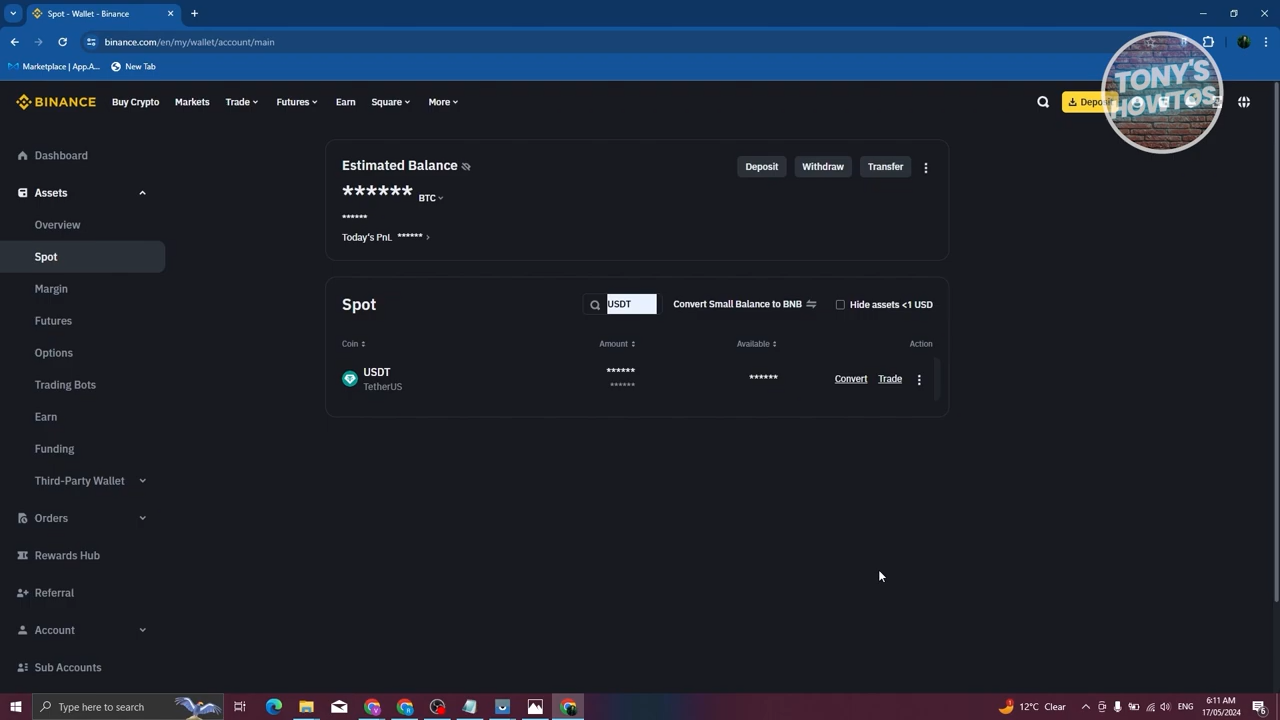 Spot - Wallet - Binance
binance.com/en/my/wallet/account/main
Marketplace | App.A...
New Tab
BINANCE
Buy Crypto
Markets
Trade
Futures
Earn
Square
More
TONY'S
HOWTOS
Dashboard
Assets
Overview
Spot
Margin
Futures
Options
Trading Bots
Earn
Funding
Third-Party Wallet
Orders
Rewards Hub
Referral
Account
Sub Accounts
Estimated Balance
Deposit
Withdraw
Transfer
****** BTC
******
Today's PnL ******
Spot
USDT
Convert Small Balance to BNB
Hide assets <1 USD
Coin
Amount
Available
Action
USDT
TetherUS
******
******
******
Convert
Trade
Type here to search
12°C Clear
ENG
6:11 AM
17/05/2024